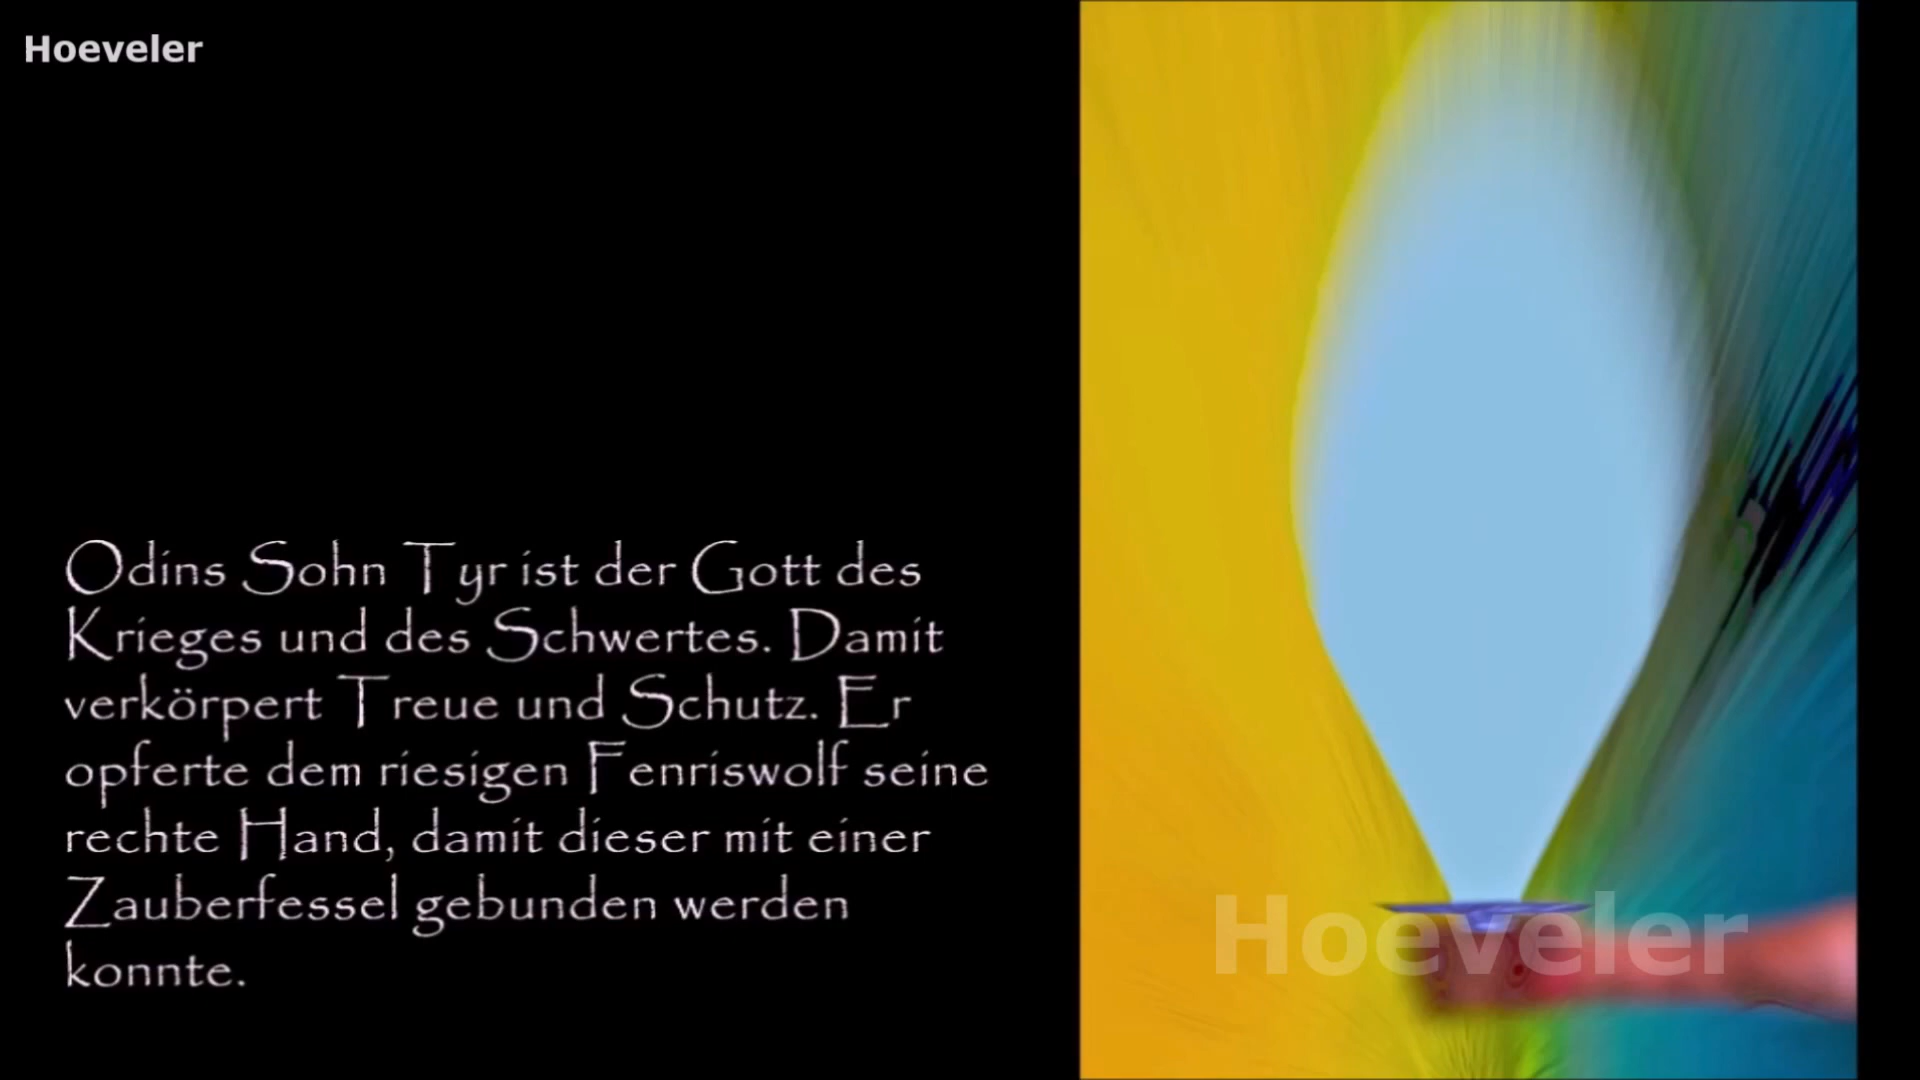 Hoeveler
Odins Sohn Tyr ist der Gott des
Krieges und des Schwertes. Damit
verkörpert Treue und Schutz. Er
opferte dem riesigen Fenriswolf seine
rechte Hand, damit dieser mit einer
Zauberfessel gebunden werden
konnte.
Hoeveler